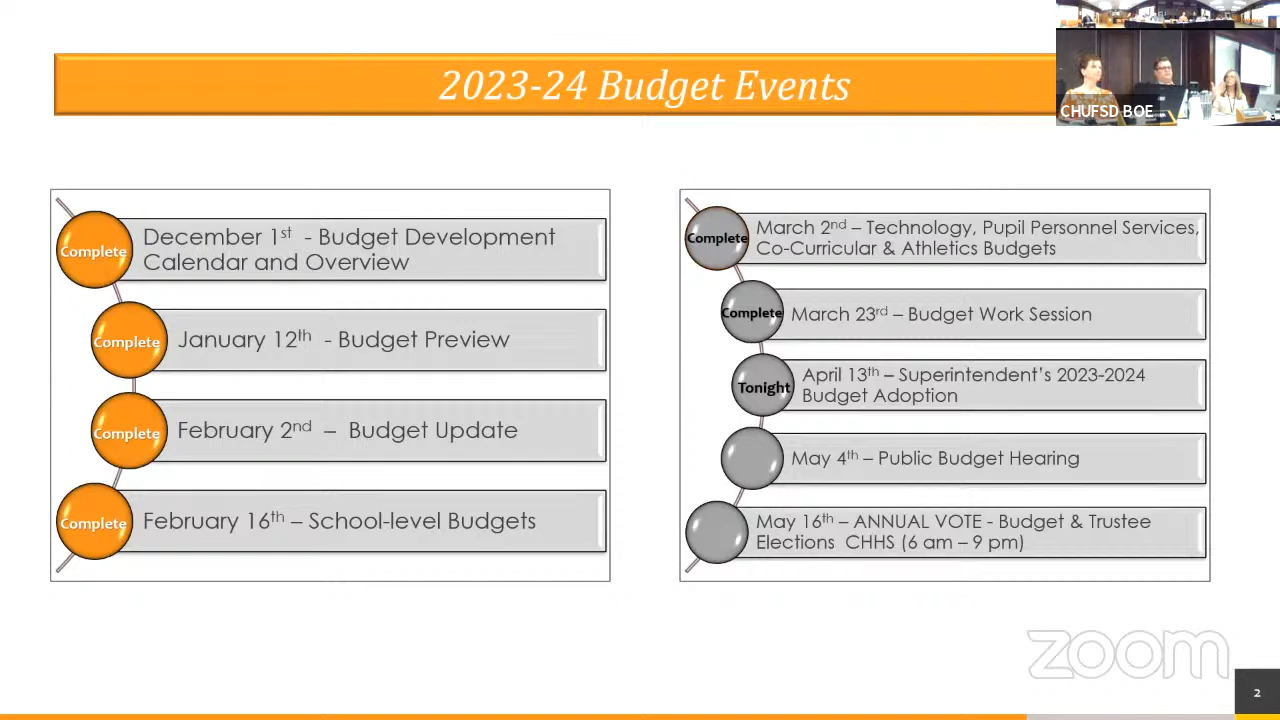 2023-24 Budget Events
CHUFSD BOE
Complete
December 1st - Budget Development
Calendar and Overview
Complete
January 12th - Budget Preview
Complete
February 2nd – Budget Update
Complete
February 16th – School-level Budgets
Complete
March 2nd – Technology, Pupil Personnel Services,
Co-Curricular & Athletics Budgets
Complete
March 23rd – Budget Work Session
Tonight
April 13th – Superintendent’s 2023-2024
Budget Adoption
May 4th – Public Budget Hearing
May 16th – ANNUAL VOTE - Budget & Trustee
Elections CHHS (6 am – 9 pm)
zoom
2